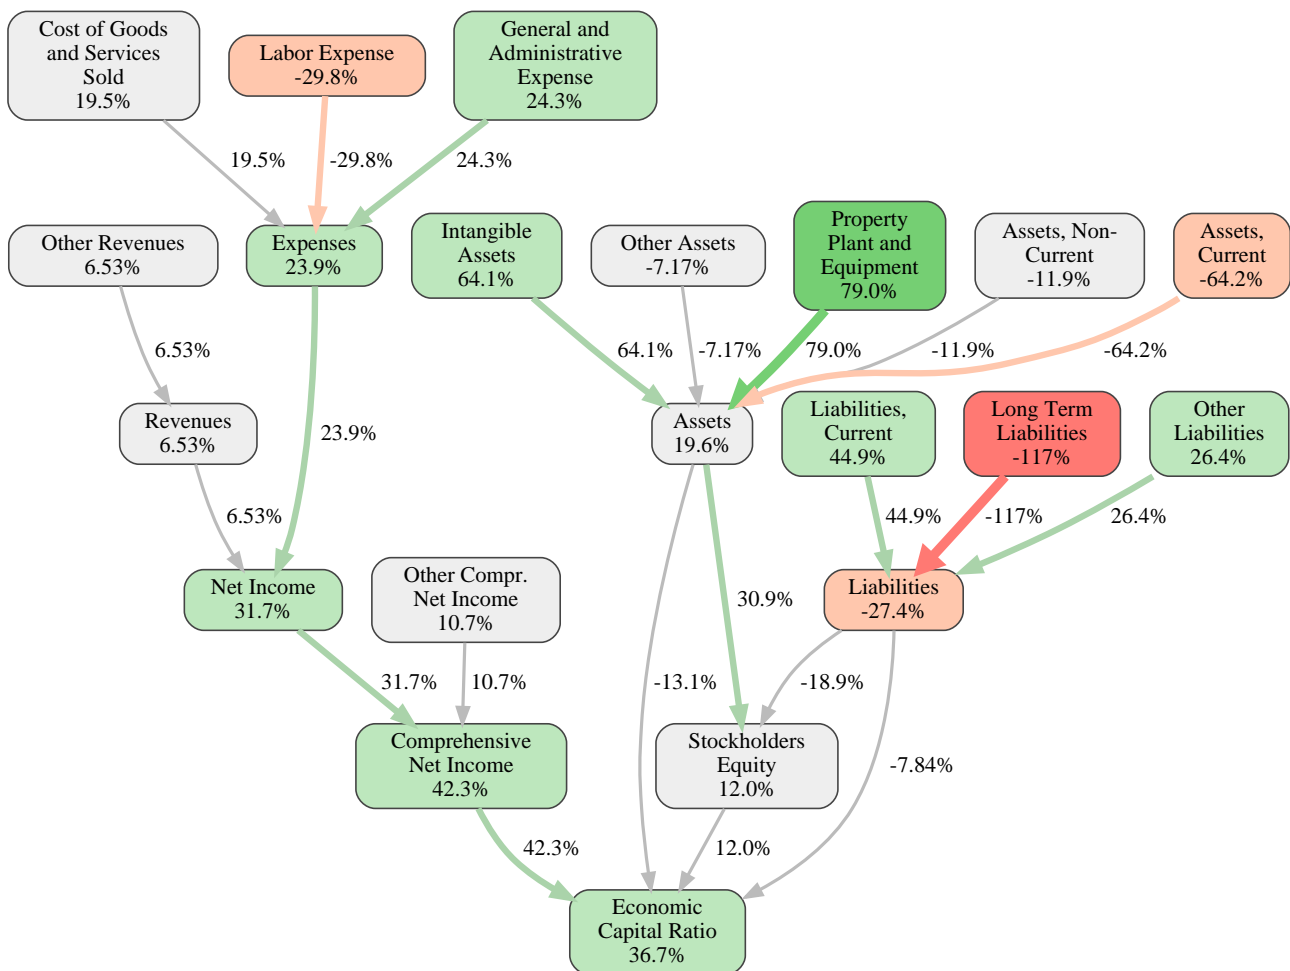 Cost of Goods
and Services
Sold
19.5%
Labor Expense
-29.8%
General and
Administrative
Expense
24.3%
19.5%
-29.8%
24.3%
Other Revenues
6.53%
Expenses
23.9%
Intangible
Assets
64.1%
Other Assets
-7.17%
Property
Plant and
Equipment
79.0%
Assets, Non-
Current
-11.9%
Assets,
Current
-64.2%
6.53%
64.1%
-7.17%
79.0%
-11.9%
-64.2%
Revenues
6.53%
23.9%
Assets
19.6%
Liabilities,
Current
44.9%
Long Term
Liabilities
-117%
Other
Liabilities
26.4%
6.53%
44.9%
-117%
26.4%
Net Income
31.7%
Other Compr.
Net Income
10.7%
30.9%
Liabilities
-27.4%
31.7%
10.7%
-13.1%
-18.9%
Comprehensive
Net Income
42.3%
Stockholders
Equity
12.0%
-7.84%
42.3%
12.0%
Economic
Capital Ratio
36.7%